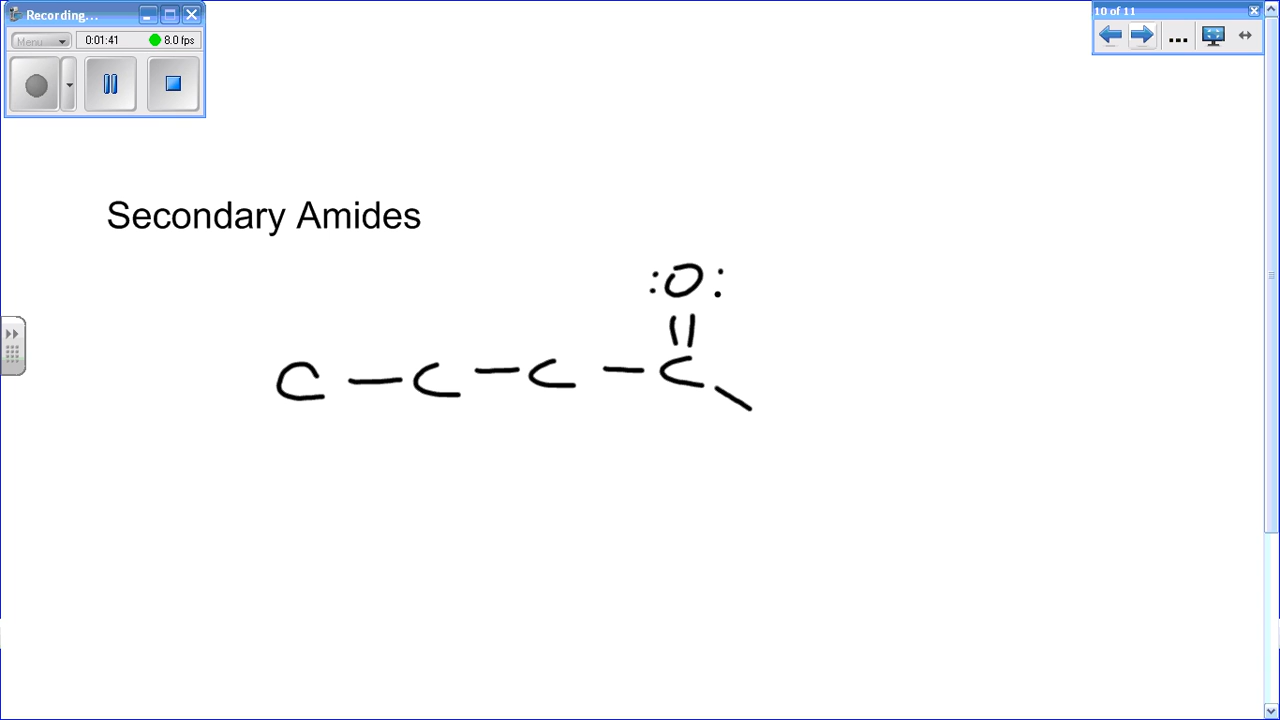 Recording...
10 of 11
Menu
0:01:41
8.0 fps
...
Secondary Amides
:O:
||
C — C — C — C \